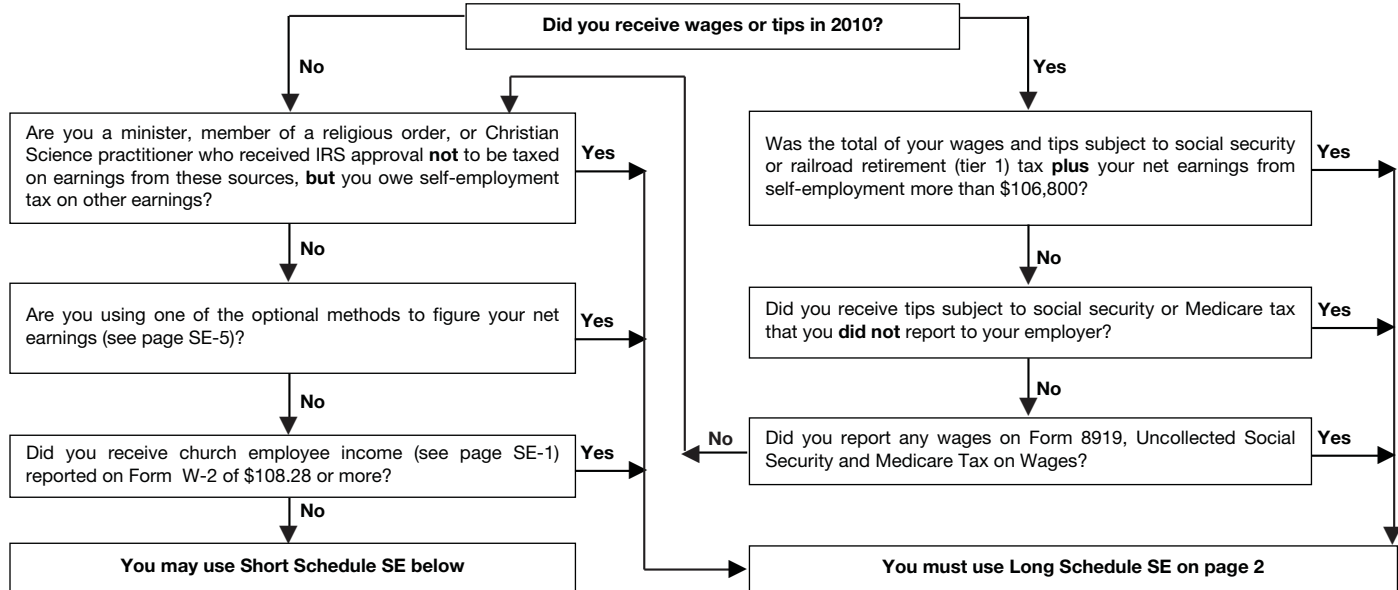 Did you receive wages or tips in 2010?
No
Yes
Are you a minister, member of a religious order, or Christian
Science practitioner who received IRS approval not to be taxed
on earnings from these sources, but you owe self-employment
tax on other earnings?
Yes
No
Are you using one of the optional methods to figure your net
earnings (see page SE-5)?
Yes
No
Did you receive church employee income (see page SE-1)
reported on Form W-2 of $108.28 or more?
Yes
No
You may use Short Schedule SE below
Was the total of your wages and tips subject to social security
or railroad retirement (tier 1) tax plus your net earnings from
self-employment more than $106,800?
Yes
No
Did you receive tips subject to social security or Medicare tax
that you did not report to your employer?
Yes
No
No
Did you report any wages on Form 8919, Uncollected Social
Security and Medicare Tax on Wages?
Yes
You must use Long Schedule SE on page 2